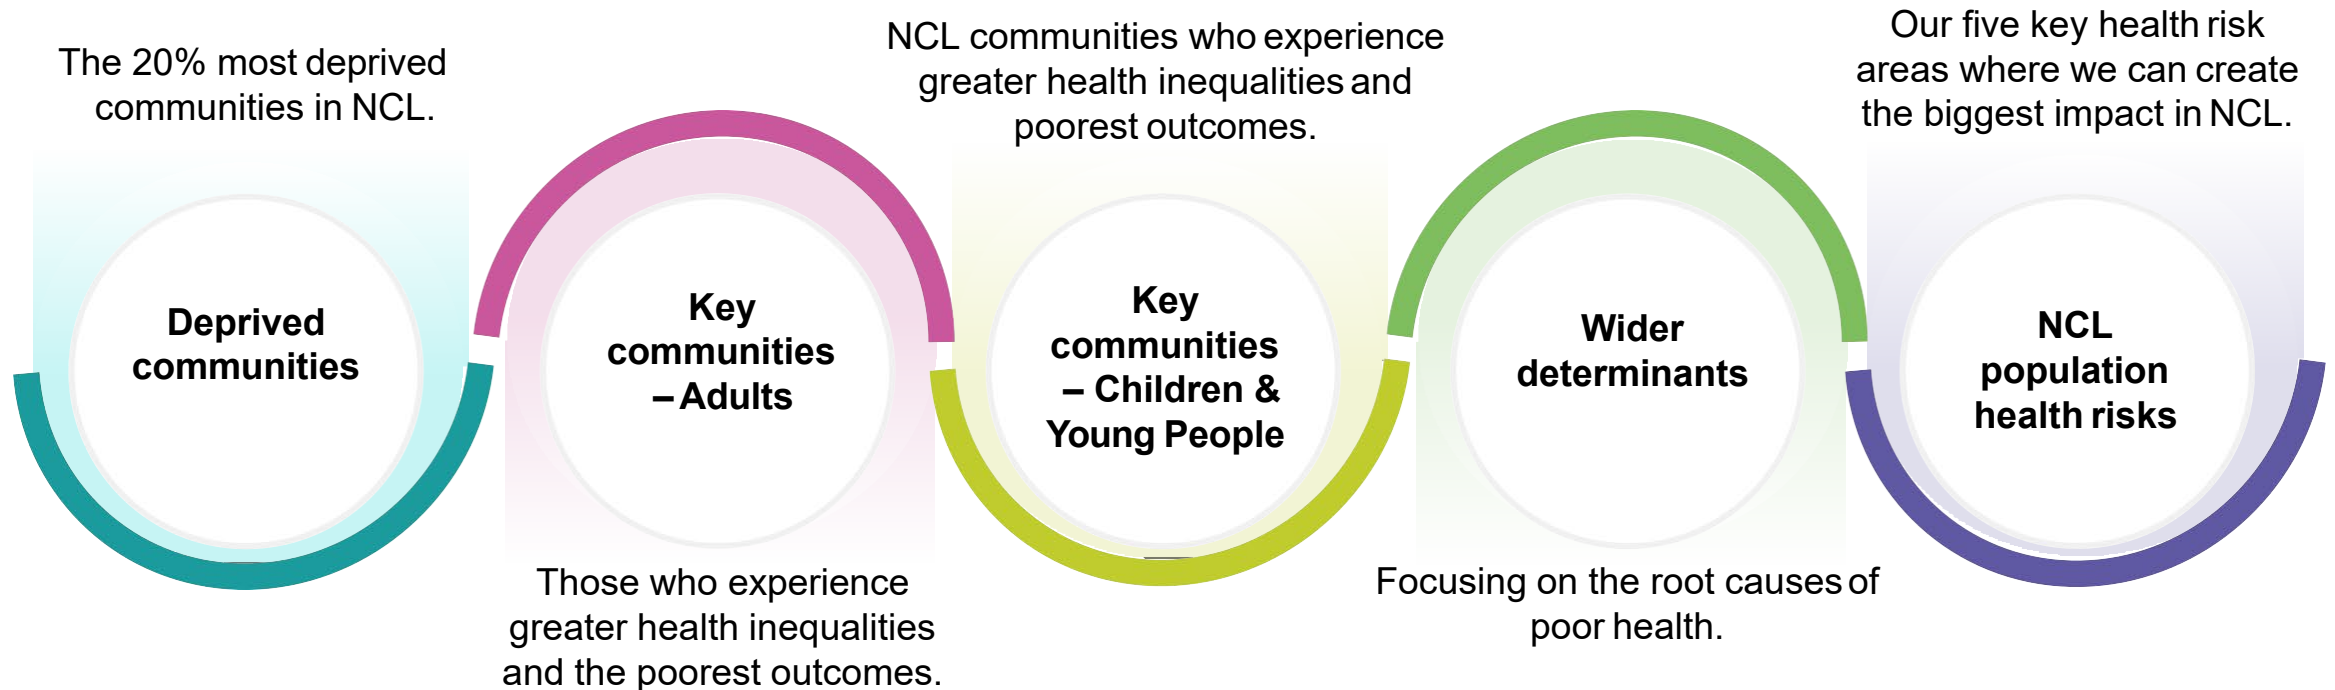 The 20% most deprived
communities in NCL.
Deprived
communities
Key
communities
– Adults
Those who experience
greater health inequalities
and the poorest outcomes.
NCL communities who experience
greater health inequalities and
poorest outcomes.
Key
communities
– Children &
Young People
Wider
determinants
Focusing on the root causes of
poor health.
Our five key health risk
areas where we can create
the biggest impact in NCL.
NCL
population
health risks